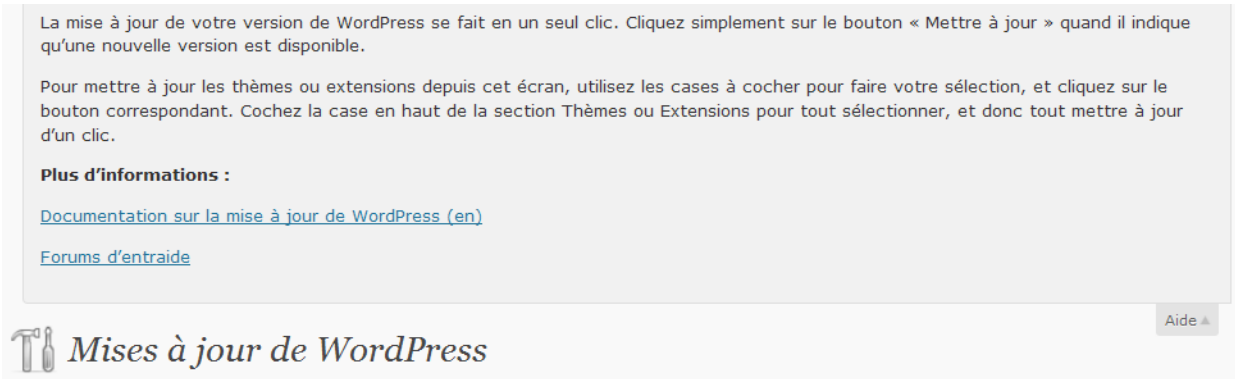 La mise à jour de votre version de WordPress se fait en un seul clic. Cliquez simplement sur le bouton « Mettre à jour » quand il indique
qu’une nouvelle version est disponible.
Pour mettre à jour les thèmes ou extensions depuis cet écran, utilisez les cases à cocher pour faire votre sélection, et cliquez sur le
bouton correspondant. Cochez la case en haut de la section Thèmes ou Extensions pour tout sélectionner, et donc tout mettre à jour
d’un clic.
Plus d’informations :
Documentation sur la mise à jour de WordPress (en)
Forums d’entraide
Aide
Mises à jour de WordPress